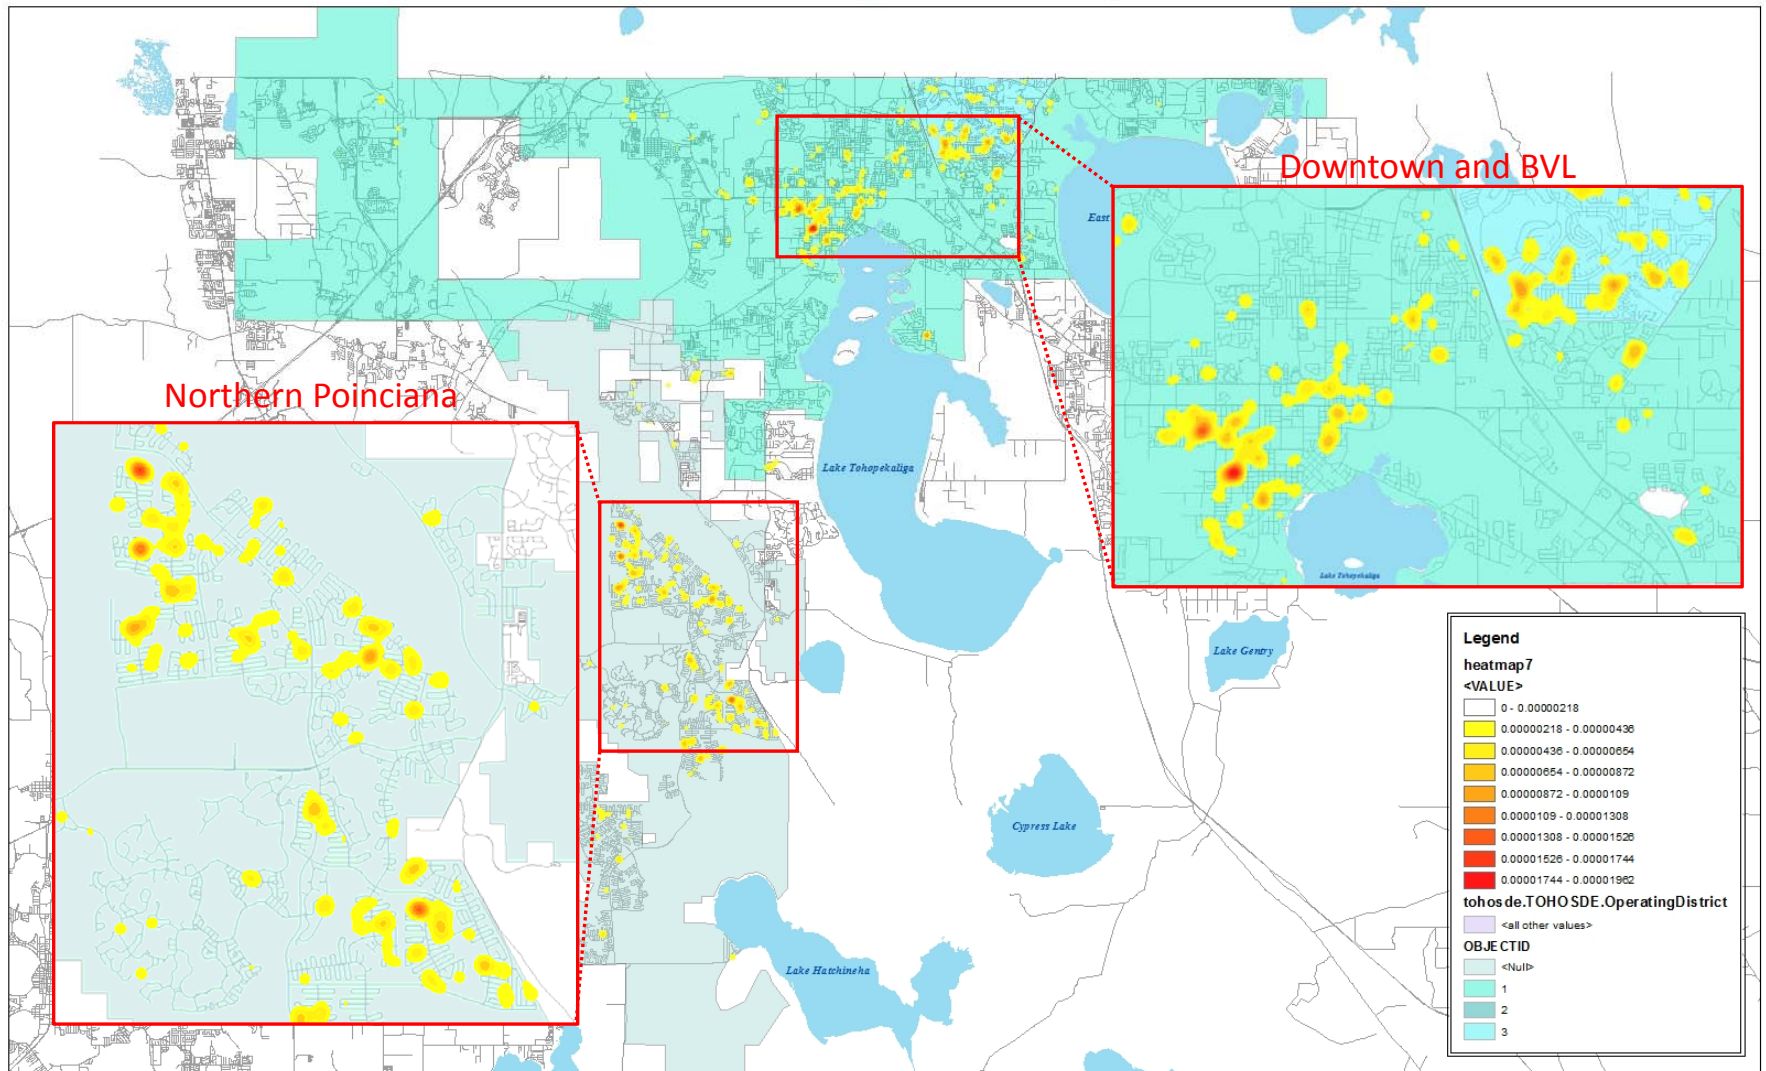 Downtown and BVL
East
Northern Poinciana
Lake Tohopekaliga
Lake Tohopekaliga
Lake Gentry
Cypress Lake
Lake Hatchineha
Legend
heatmap7
<VALUE>
0 - 0.00000218
0.00000218 - 0.00000436
0.00000436 - 0.00000654
0.00000654 - 0.00000872
0.00000872 - 0.0000109
0.0000109 - 0.00001308
0.00001308 - 0.00001526
0.00001526 - 0.00001744
0.00001744 - 0.00001962
tohosde.TOHOSDE.OperatingDistrict
<all other values>
OBJECTID
<Null>
1
2
3